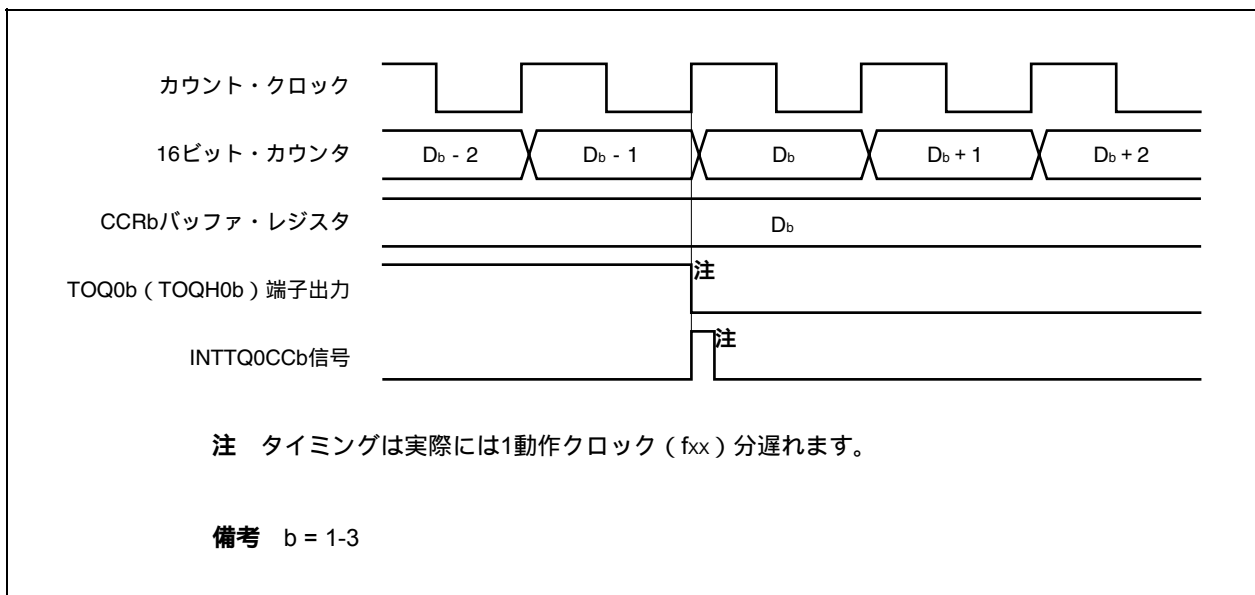 カウント・クロック
16ビット・カウンタ Db - 2 Db - 1 Db Db + 1 Db + 2
CCRbバッファ・レジスタ Db
TOQ0b（TOQH0b）端子出力 注
INTTQ0CCb信号 注
注 タイミングは実際には1動作クロック（fxx）分遅れます。
備考 b = 1-3